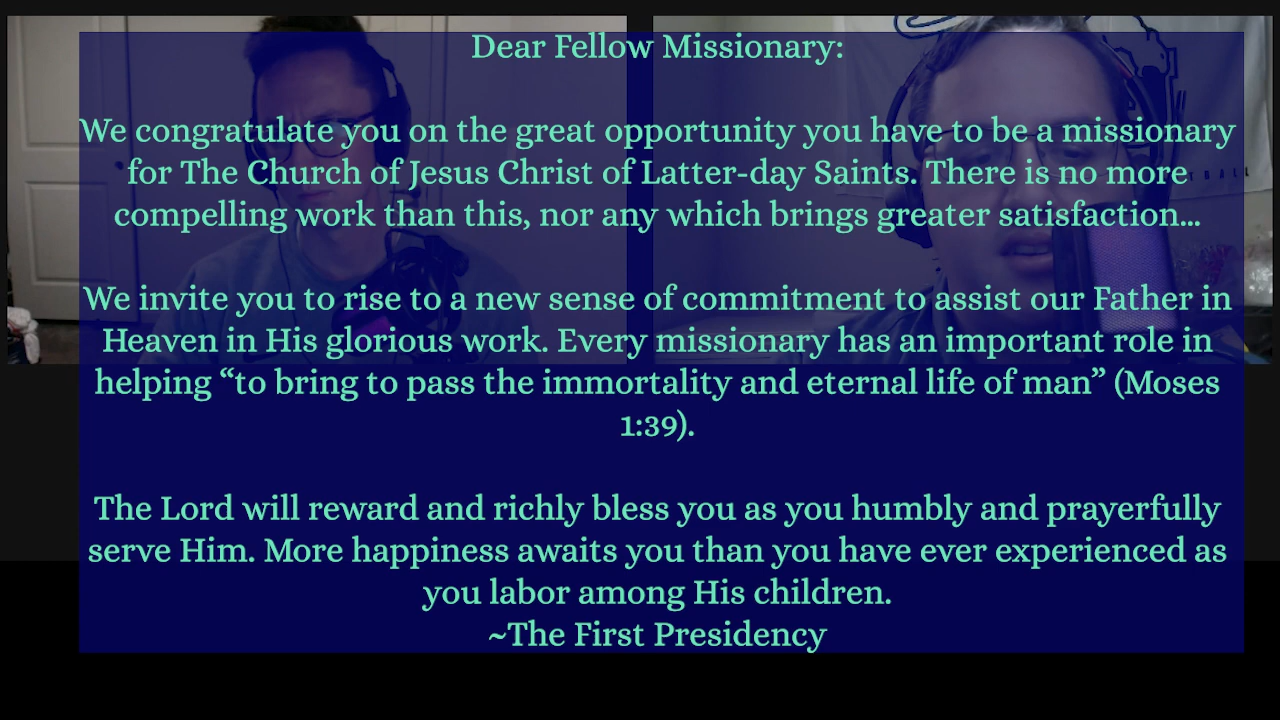 Dear Fellow Missionary:
We congratulate you on the great opportunity you have to be a missionary
for The Church of Jesus Christ of Latter-day Saints. There is no more
compelling work than this, nor any which brings greater satisfaction...
We invite you to rise to a new sense of commitment to assist our Father in
Heaven in His glorious work. Every missionary has an important role in
helping “to bring to pass the immortality and eternal life of man” (Moses
1:39).
The Lord will reward and richly bless you as you humbly and prayerfully
serve Him. More happiness awaits you than you have ever experienced as
you labor among His children.
~The First Presidency